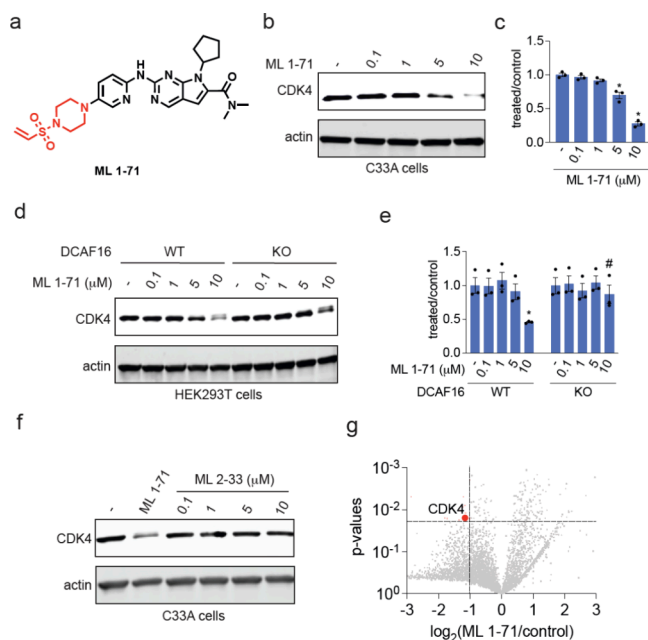 a
N
N
H
N
N
N
N
N
N
O
S
O
O
ML 1-71
b
ML 1-71 - 0.1 1 5 10
CDK4
actin
C33A cells
c
treated/control
1.5
1.0
0.5
0.0
* *
- 0.1 1 5 10
ML 1-71 (μM)
d
DCAF16 WT KO
ML 1-71 (μM) - 0.1 1 5 10 - 0.1 1 5 10
CDK4
actin
HEK293T cells
e
treated/control
1.5
1.0
0.5
0.0
* #
ML 1-71 (μM) - 0.1 1 5 10 - 0.1 1 5 10
DCAF16 WT KO
f
ML 2-33 (μM)
- ML 1-71 0.1 1 5 10
CDK4
actin
C33A cells
g
p-values
10⁻³
10⁻²
10⁻¹
10⁰
CDK4
-3 -2 -1 0 1 2 3
log₂(ML 1-71/control)